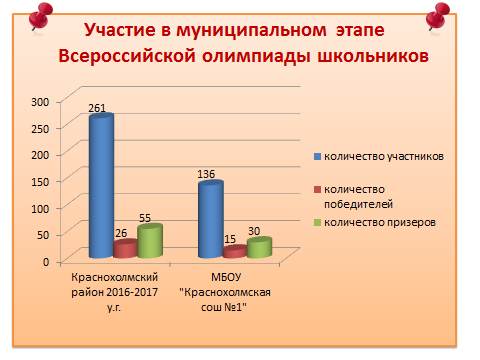 Участие в муниципальном этапе
Всероссийской олимпиады школьников
300
250
200
150
100
50
0
261
26
55
136
15
30
Краснохолмский
район 2016-2017
у.г.
МБОУ
"Краснохолмская
сош №1"
количество участников
количество
победителей
количество призеров